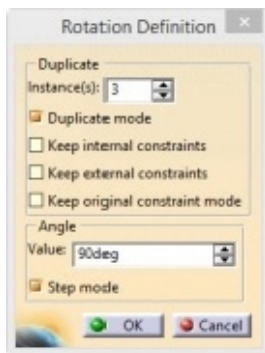 Rotation Definition
Duplicate
Instance(s): 3
Duplicate mode
Keep internal constraints
Keep external constraints
Keep original constraint mode
Angle
Value: 90deg
Step mode
OK Cancel